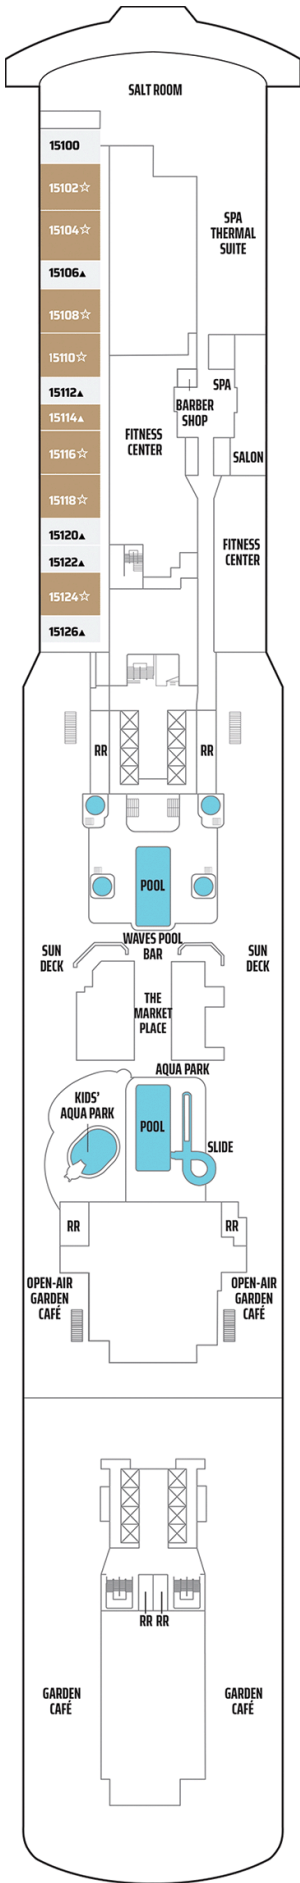 SALT ROOM
15100
15102☆
15104☆
15106▲
15108☆
15110☆
15112▲
15114▲
15116☆
15118☆
15120▲
15122▲
15124☆
15126▲
SPA
THERMAL
SUITE
SPA
BARBER
SHOP
FITNESS
CENTER
SALON
FITNESS
CENTER
RR
RR
POOL
WAVES POOL
BAR
SUN
DECK
SUN
DECK
THE
MARKET
PLACE
AQUA PARK
KIDS'
AQUA PARK
POOL
SLIDE
RR
RR
OPEN-AIR
GARDEN
CAFÉ
OPEN-AIR
GARDEN
CAFÉ
RR RR
GARDEN
CAFÉ
GARDEN
CAFÉ